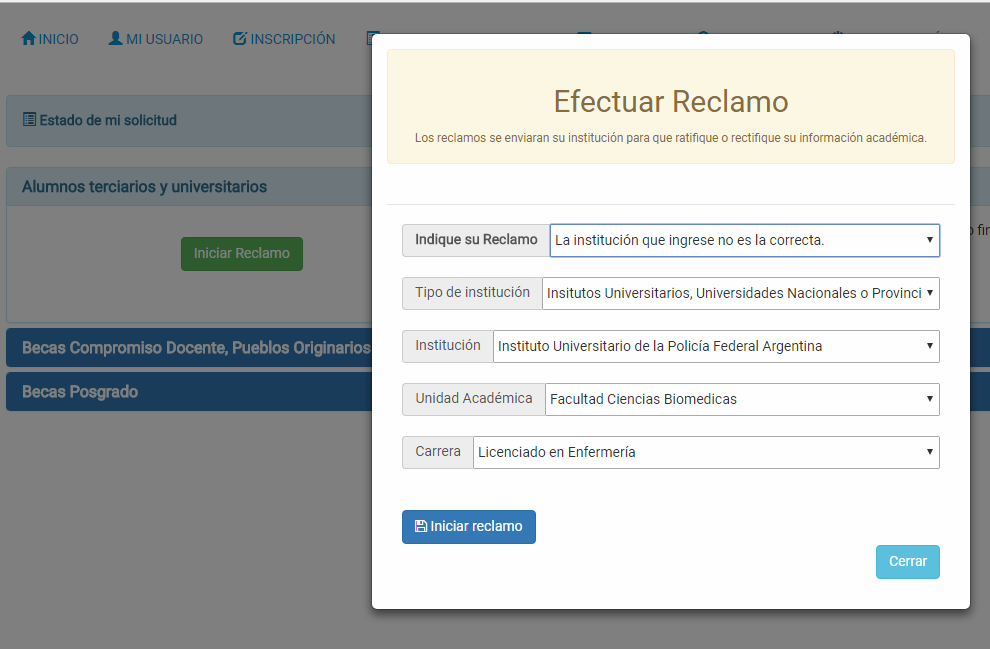 INICIO MI USUARIO INSCRIPCIÓN
Estado de mi solicitud
Alumnos terciarios y universitarios
Iniciar Reclamo
Becas Compromiso Docente, Pueblos Originarios
Becas Posgrado
Efectuar Reclamo
Los reclamos se enviaran su institución para que ratifique o rectifique su información académica.
Indique su Reclamo La institución que ingrese no es la correcta.
Tipo de institución Insitutos Universitarios, Universidades Nacionales o Provinci
Institución Instituto Universitario de la Policía Federal Argentina
Unidad Académica Facultad Ciencias Biomedicas
Carrera Licenciado en Enfermería
Iniciar reclamo
Cerrar